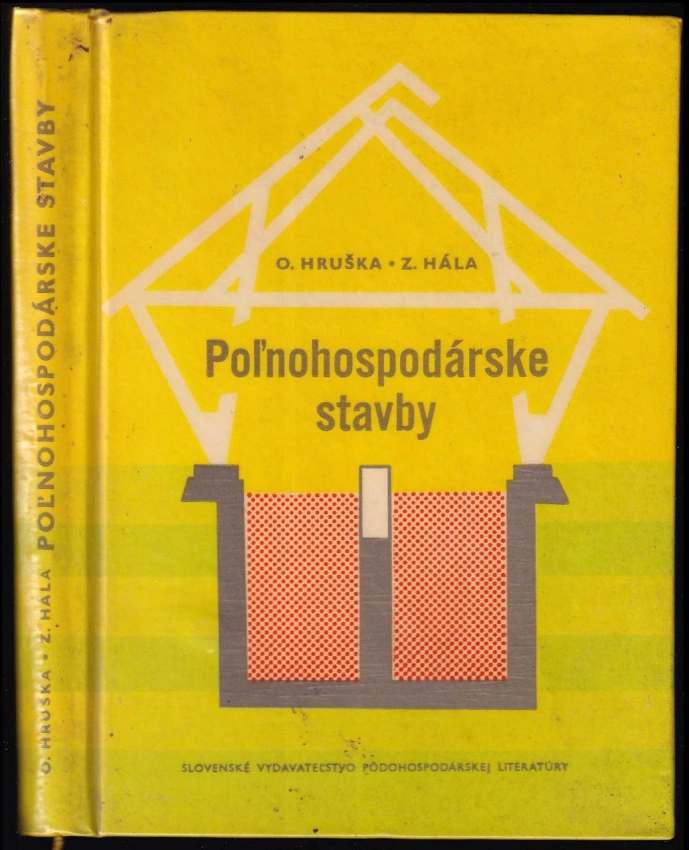 O. HRUŠKA • Z. HÁLA POĽNOHOSPODÁRSKE STAVBY
O. HRUŠKA • Z. HÁLA
Poľnohospodárske
stavby
SLOVENSKÉ VYDAVATEĽSTVO PÔDOHOSPODÁRSKEJ LITERATÚRY